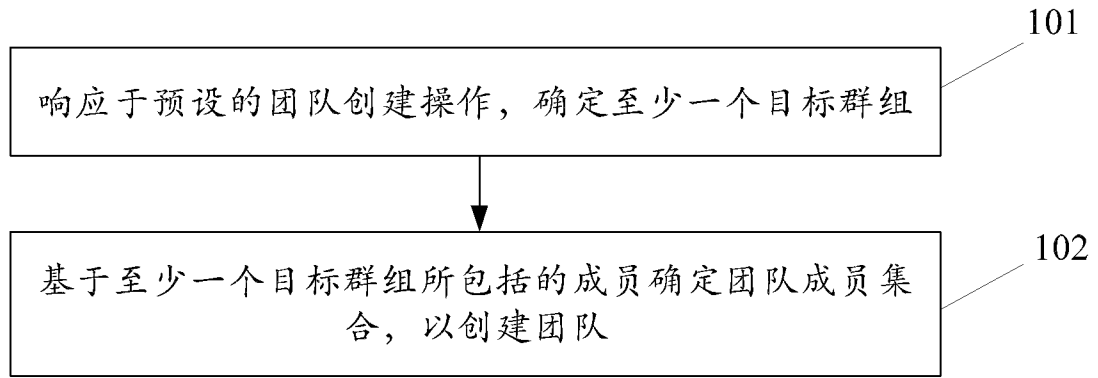 101
响应于预设的团队创建操作，确定至少一个目标群组
102
基于至少一个目标群组所包括的成员确定团队成员集
合，以创建团队